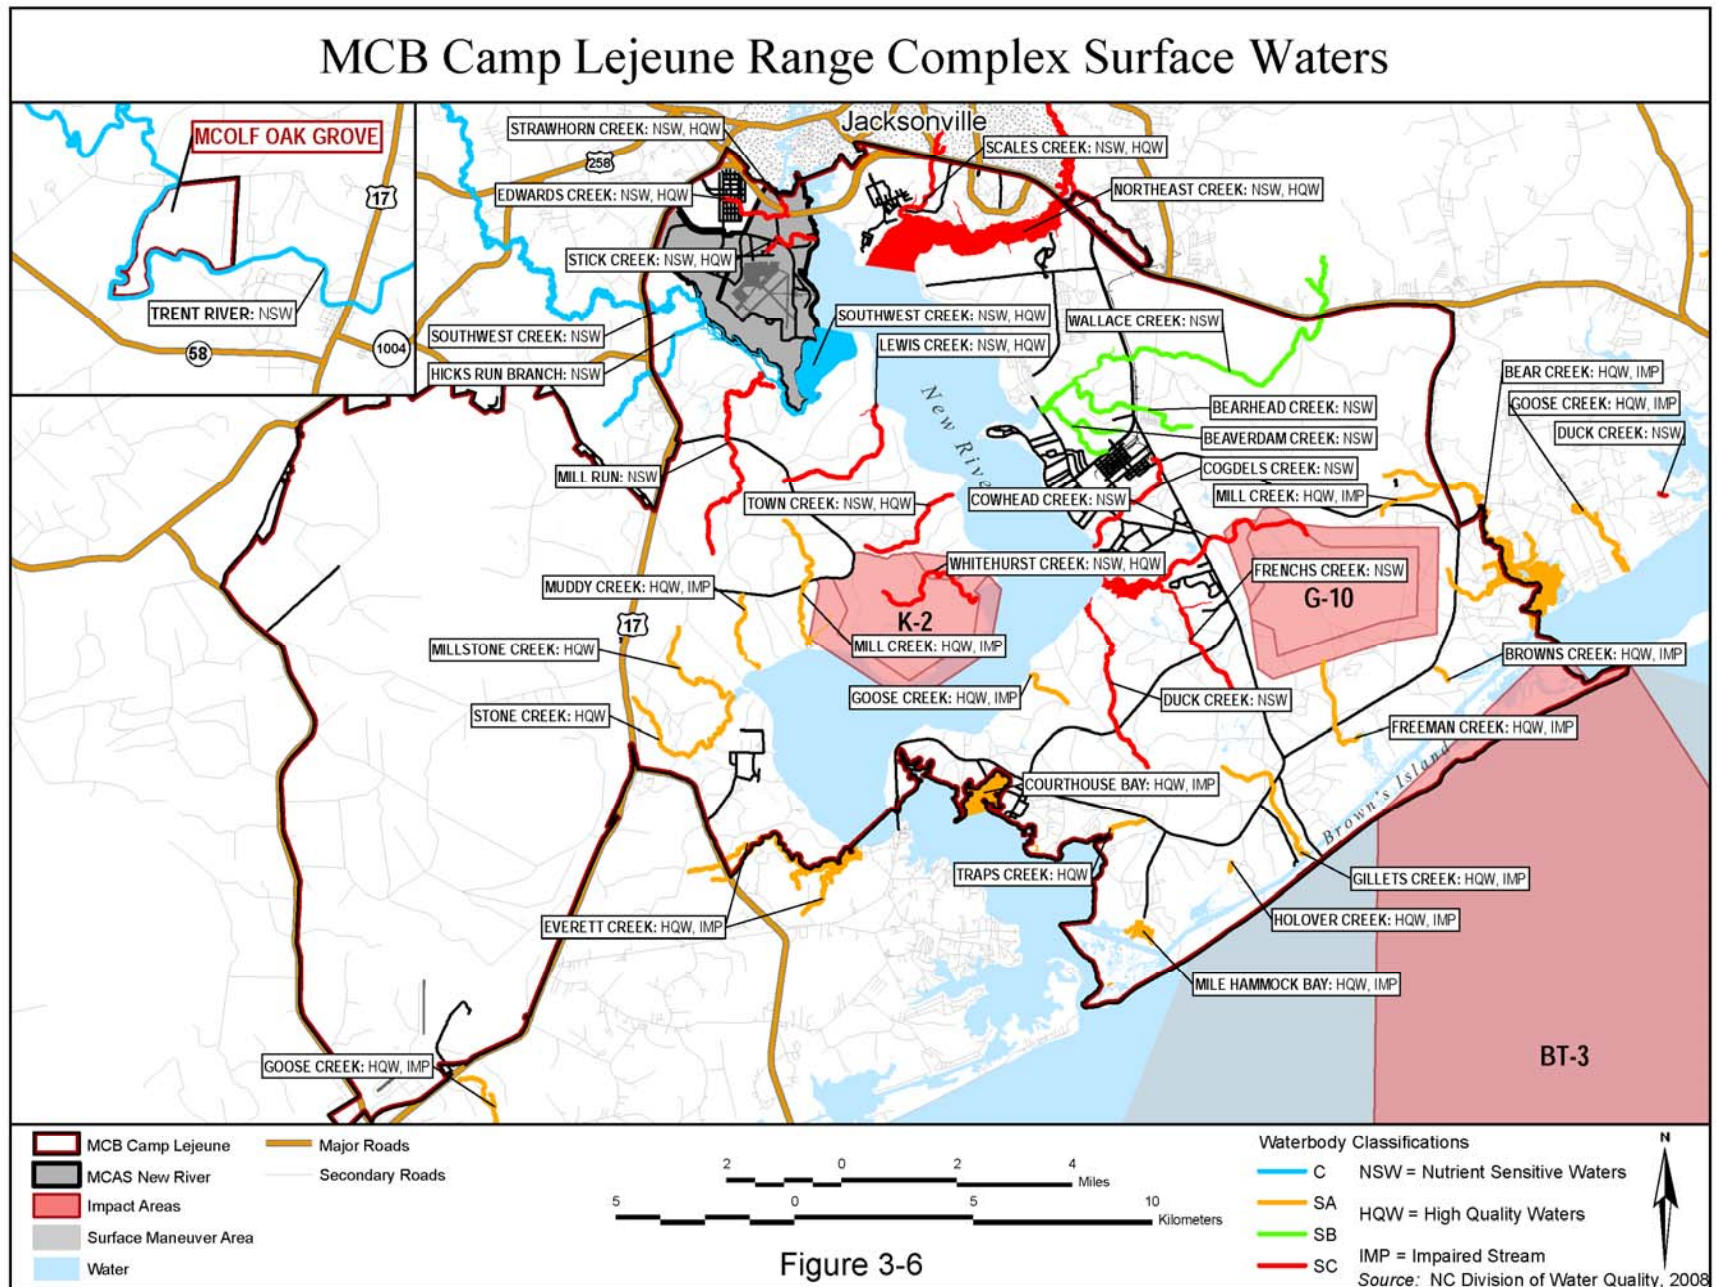 MCB Camp Lejeune Range Complex Surface Waters
MCOLF OAK GROVE
17
TRENT RIVER: NSW
58
1004
Jacksonville
STRAWHORN CREEK: NSW, HQW
258
SCALES CREEK: NSW, HQW
EDWARDS CREEK: NSW, HQW
NORTHEAST CREEK: NSW, HQW
STICK CREEK: NSW, HQW
SOUTHWEST CREEK: NSW, HQW
WALLACE CREEK: NSW
SOUTHWEST CREEK: NSW
LEWIS CREEK: NSW, HQW
HICKS RUN BRANCH: NSW
BEAR CREEK: HQW, IMP
GOOSE CREEK: HQW, IMP
New River
BEARHEAD CREEK: NSW
DUCK CREEK: NSW
BEAVERDAM CREEK: NSW
MILL RUN: NSW
COGDELS CREEK: NSW
TOWN CREEK: NSW, HQW
COWHEAD CREEK: NSW
MILL CREEK: HQW, IMP
WHITEHURST CREEK: NSW, HQW
FRENCHS CREEK: NSW
MUDDY CREEK: HQW, IMP
G-10
K-2
17
MILLSTONE CREEK: HQW
MILL CREEK: HQW, IMP
BROWNS CREEK: HQW, IMP
GOOSE CREEK: HQW, IMP
DUCK CREEK: NSW
STONE CREEK: HQW
FREEMAN CREEK: HQW, IMP
COURTHOUSE BAY: HQW, IMP
Brown's Island
TRAPS CREEK: HQW
GILLETS CREEK: HQW, IMP
EVERETT CREEK: HQW, IMP
HOLOVER CREEK: HQW, IMP
MILE HAMMOCK BAY: HQW, IMP
BT-3
GOOSE CREEK: HQW, IMP
MCB Camp Lejeune
MCAS New River
Impact Areas
Surface Maneuver Area
Water
Major Roads
Secondary Roads
2 0 2 4
Miles
5 0 5 10
Kilometers
Figure 3-6
Waterbody Classifications
C
SA
SB
SC
NSW = Nutrient Sensitive Waters
HQW = High Quality Waters
IMP = Impaired Stream
Source: NC Division of Water Quality, 2008
N